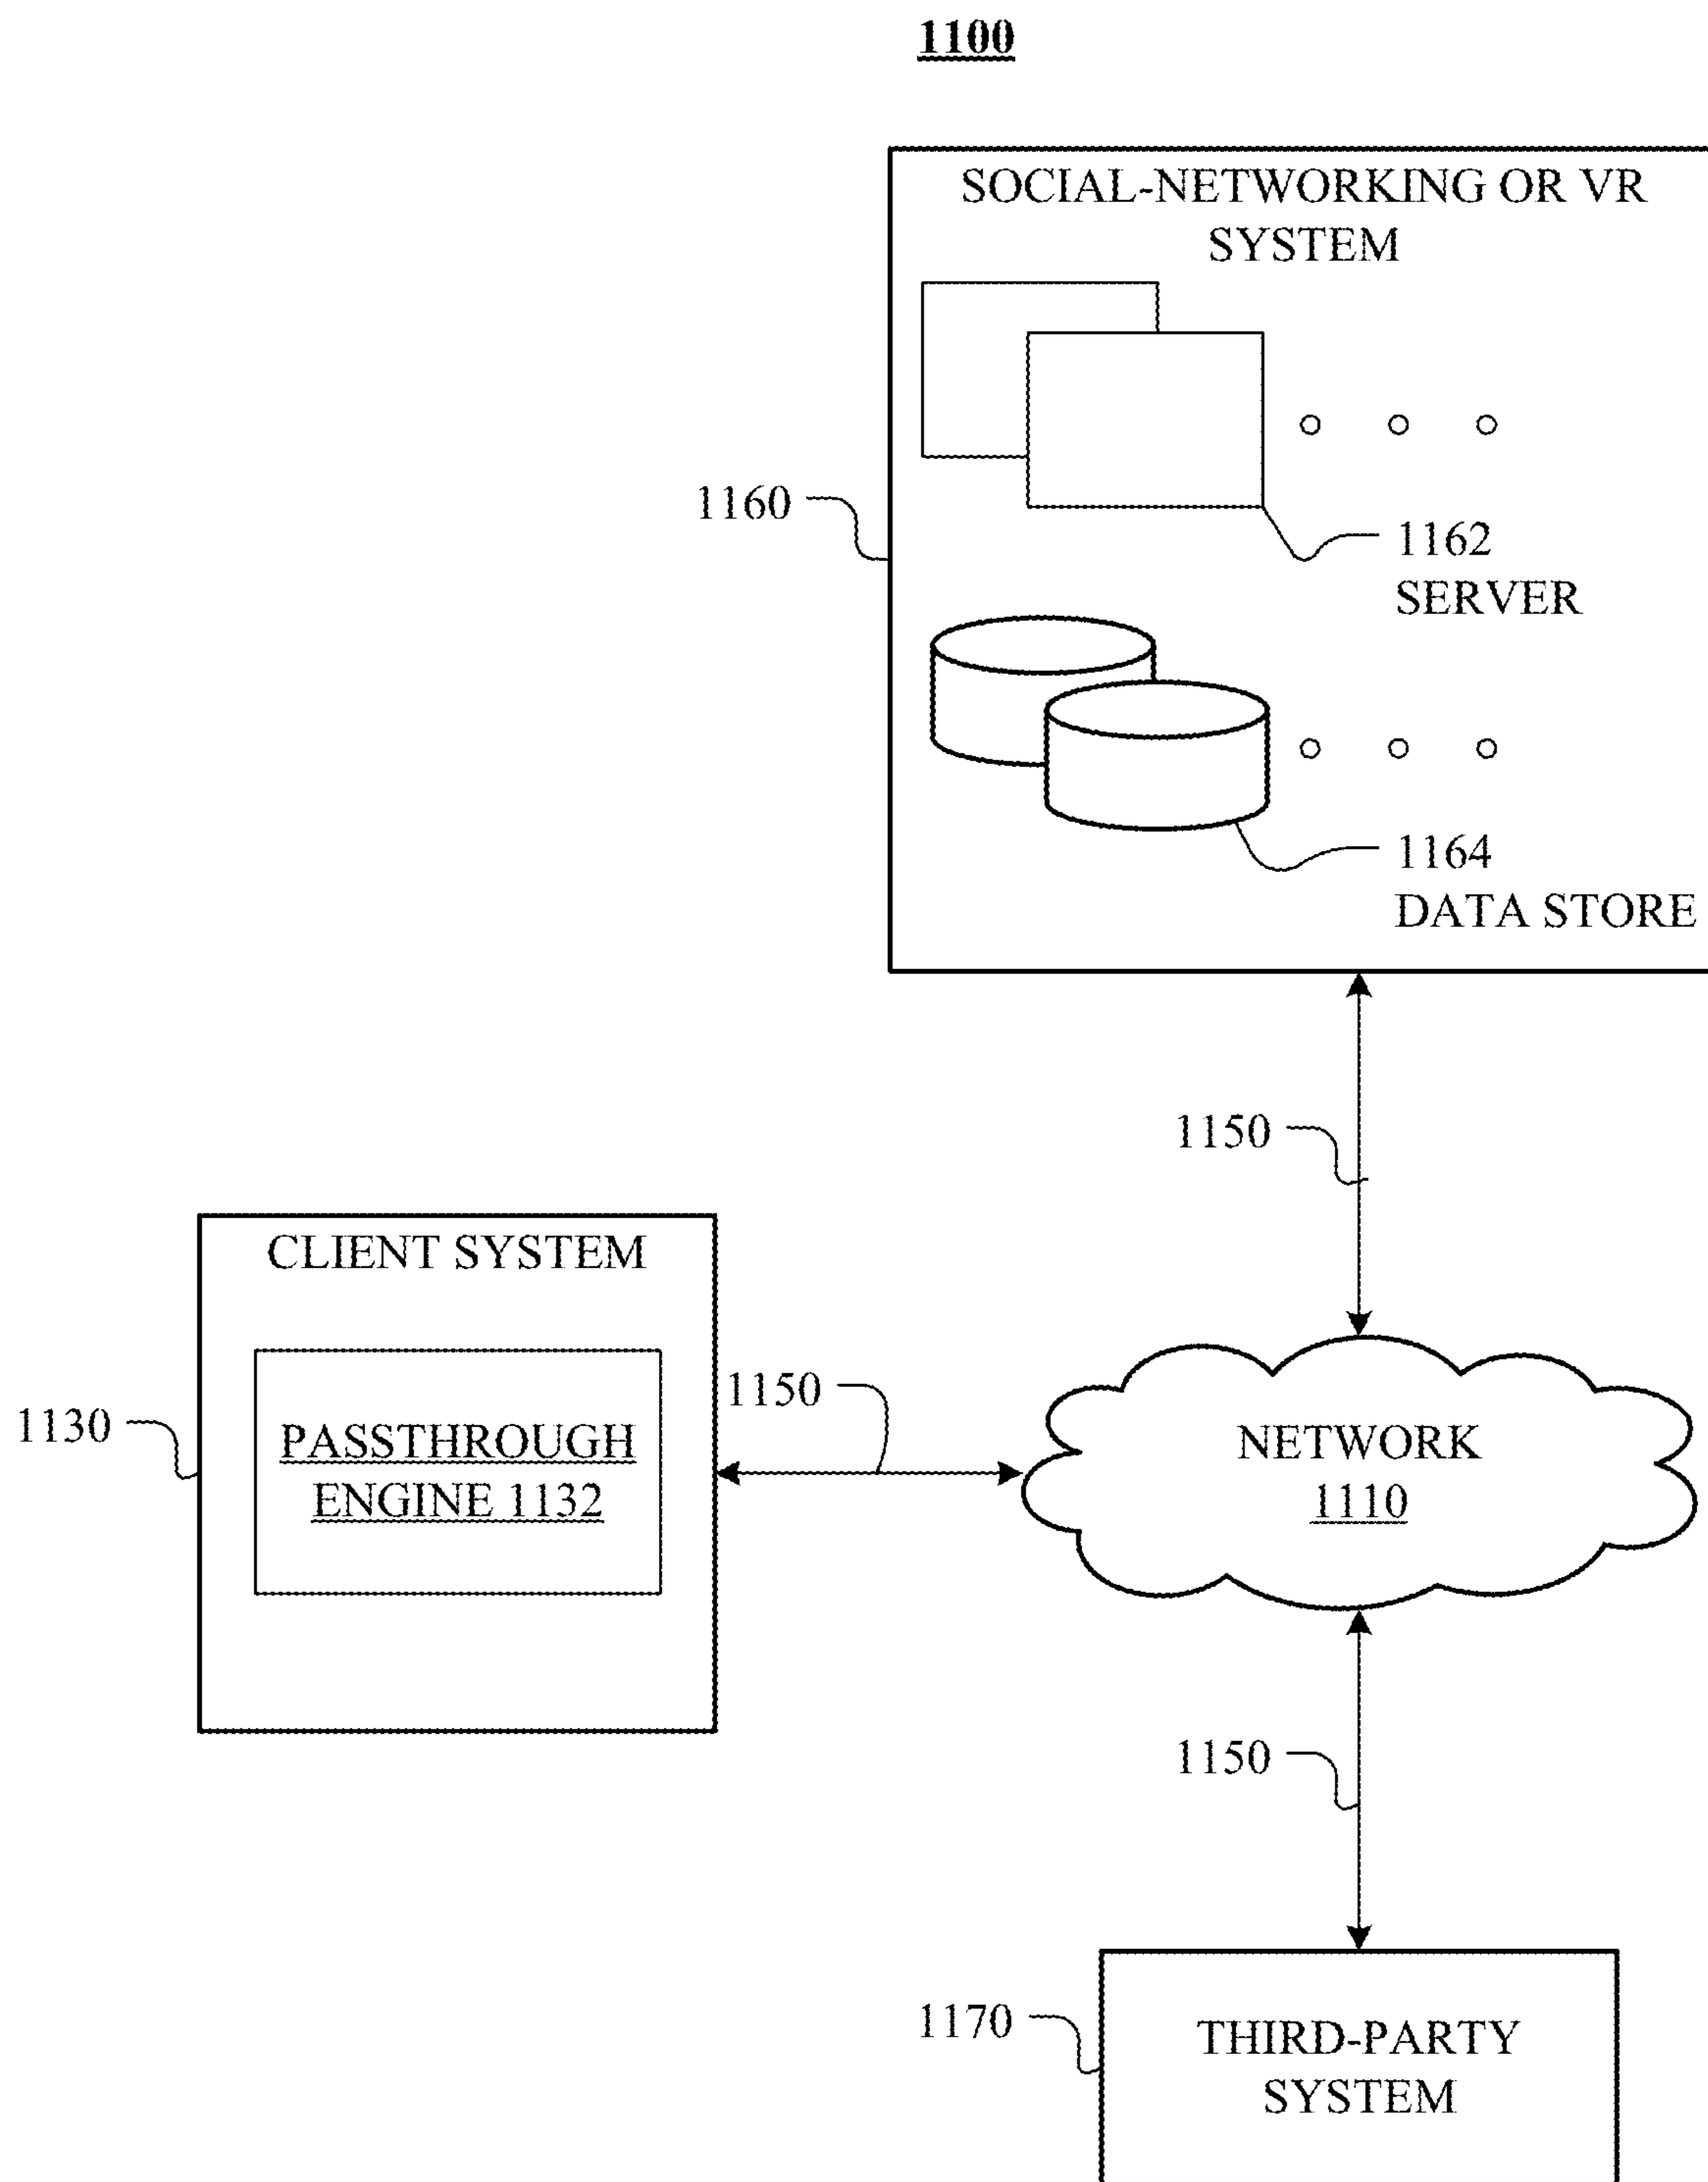 1100
SOCIAL-NETWORKING OR VR
SYSTEM
1160
1162
SERVER
1164
DATA STORE
1150
CLIENT SYSTEM
1130
PASSTHROUGH
ENGINE 1132
1150
NETWORK
1110
1150
1170
THIRD-PARTY
SYSTEM